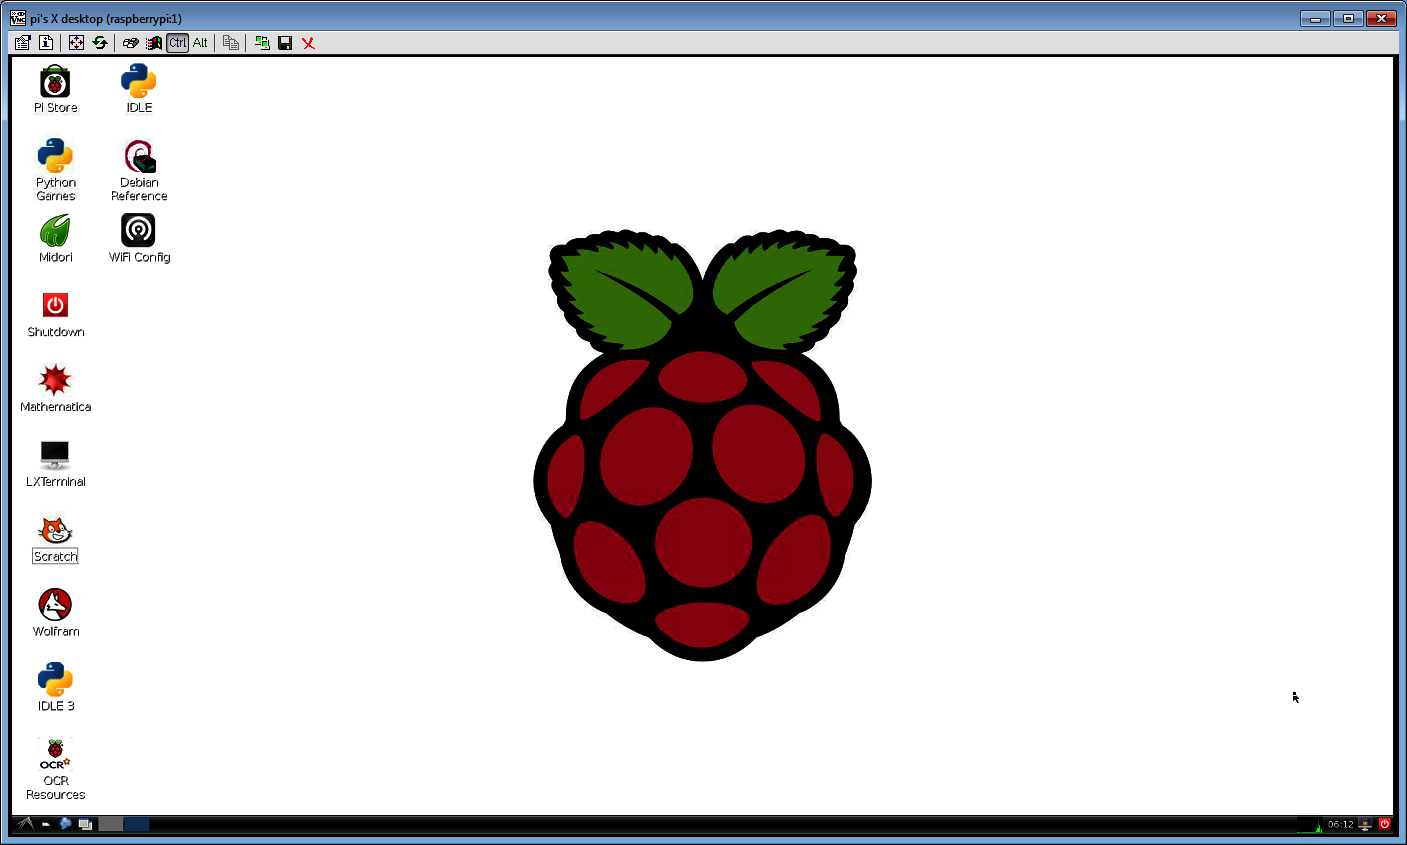 pi's X desktop (raspberrypi:1)
Ctrl Alt
Pi Store
IDLE
Python
Games
Debian
Reference
Midori
WiFi Config
Shutdown
Mathematica
LXTerminal
Scratch
Wolfram
IDLE 3
OCR
OCR
Resources
06:12